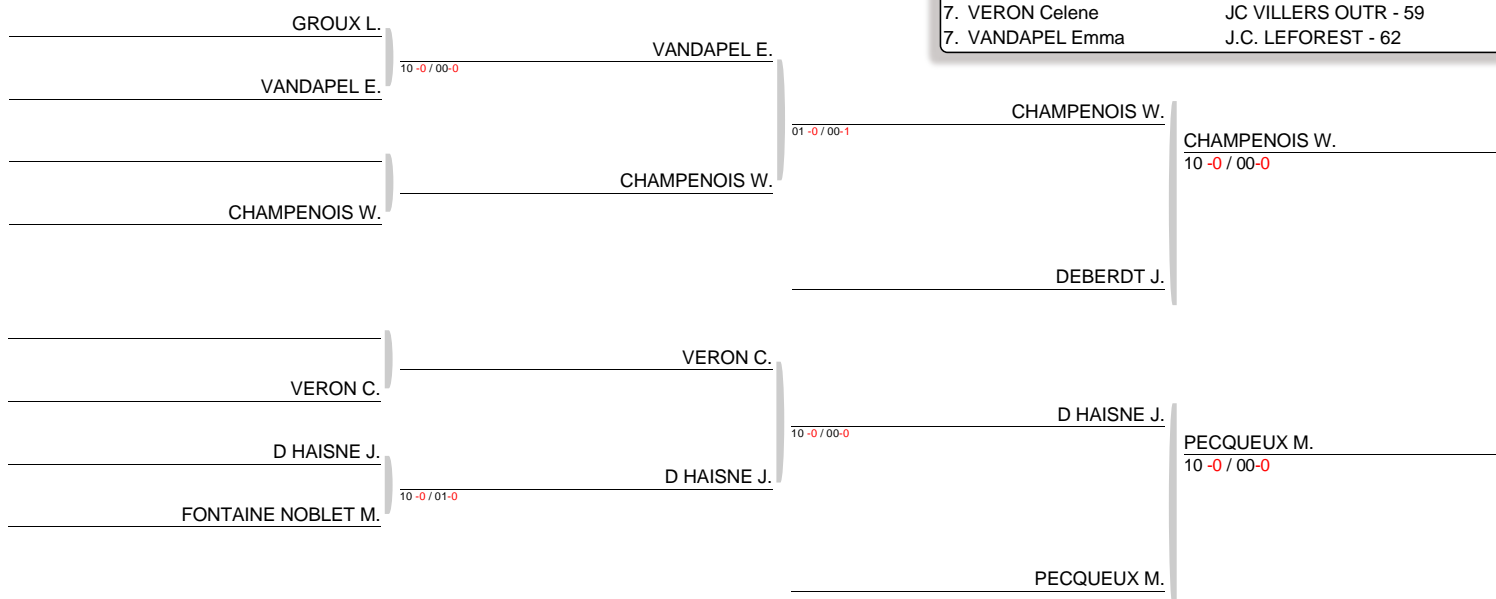 7. VERON Celene JC VILLERS OUTR - 59
7. VANDAPEL Emma J.C. LEFOREST - 62
GROUX L.
VANDAPEL E.
10 -0 / 00-0
VANDAPEL E.
CHAMPENOIS W.
01 -0 / 00-1
CHAMPENOIS W.
10 -0 / 00-0
CHAMPENOIS W.
CHAMPENOIS W.
DEBERDT J.
VERON C.
VERON C.
D HAISNE J.
10 -0 / 00-0
PECQUEUX M.
10 -0 / 00-0
D HAISNE J.
D HAISNE J.
10 -0 / 01-0
FONTAINE NOBLET M.
PECQUEUX M.